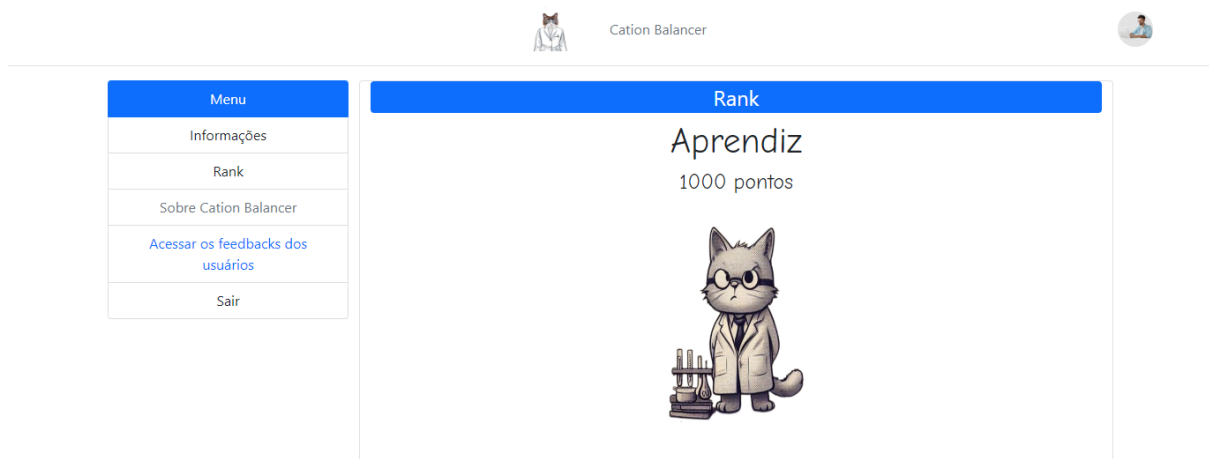 Cation Balancer
Menu
Informações
Rank
Sobre Cation Balancer
Acessar os feedbacks dos
usuários
Sair
Rank
Aprendiz
1000 pontos